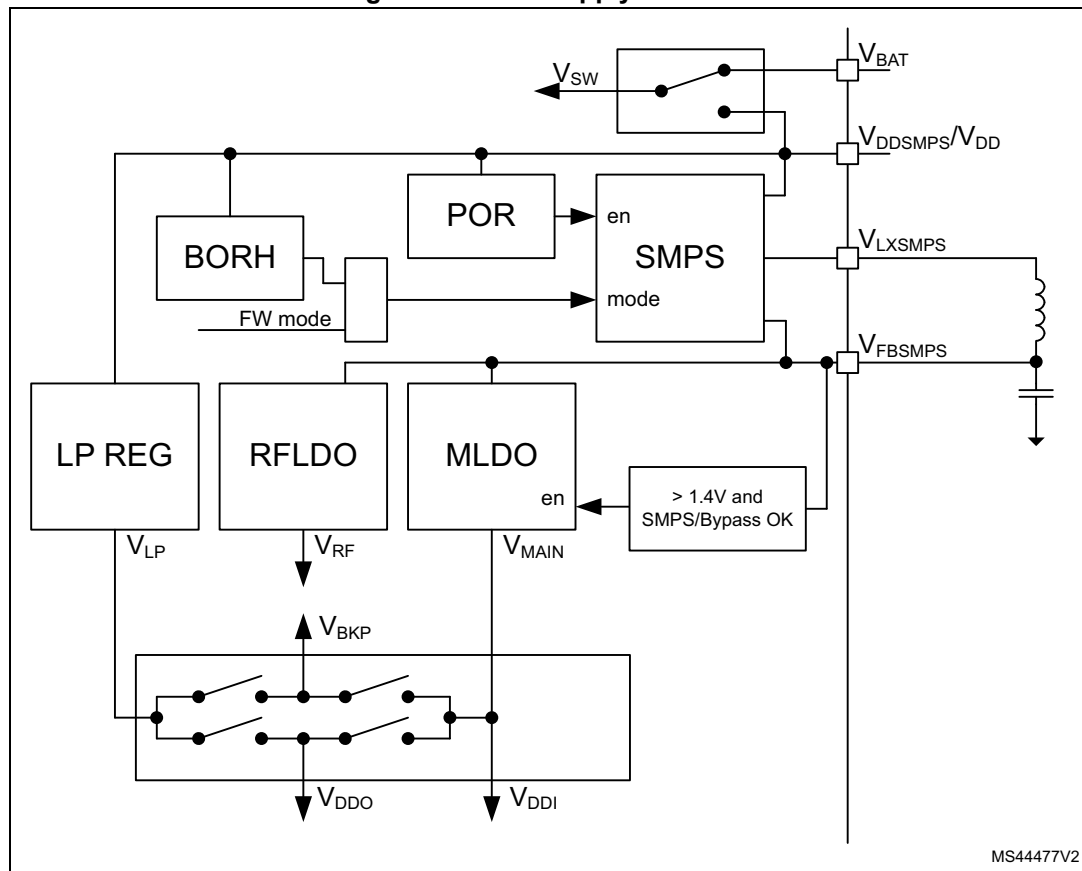 VBAT
VSW
VDDSMPS/VDD
POR
en
BORH
SMPS
VLXSMPS
mode
FW mode
VFBSMPS
LP REG
RFLDO
MLDO
en
> 1.4V and
SMPS/Bypass OK
VLP
VRF
VMAIN
VBKP
VDDO
VDDI
MS44477V2